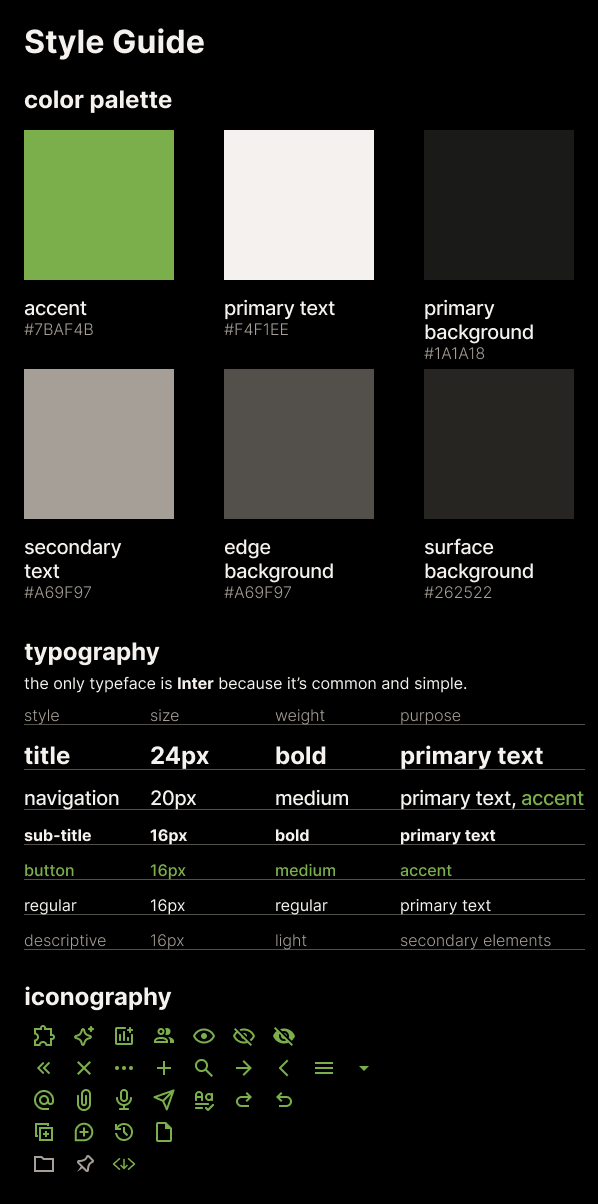 Style Guide
color palette
accent
#7BAF4B
primary text
#F4F1EE
primary
background
#1A1A18
secondary
text
#A69F97
edge
background
#A69F97
surface
background
#262522
typography
the only typeface is Inter because it’s common and simple.
style size weight purpose
title 24px bold primary text
navigation 20px medium primary text, accent
sub-title 16px bold primary text
button 16px medium accent
regular 16px regular primary text
descriptive 16px light secondary elements
iconography